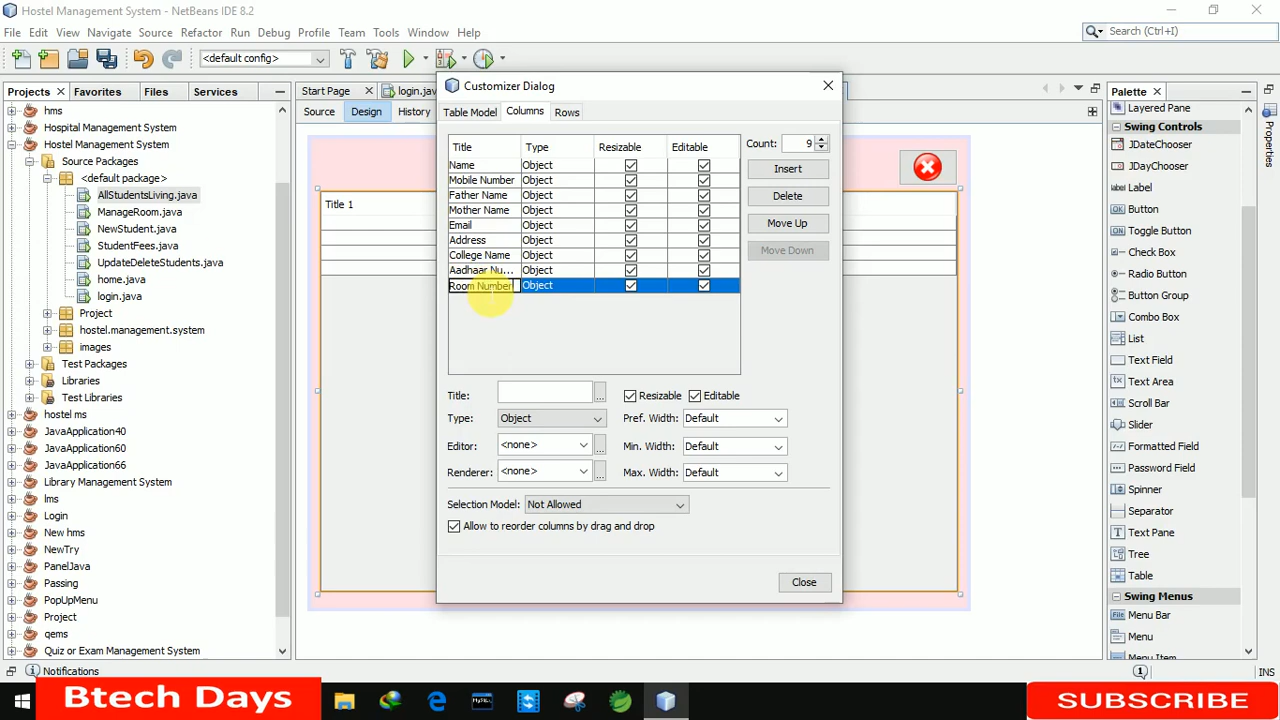 Hostel Management System - NetBeans IDE 8.2
File Edit View Navigate Source Refactor Run Debug Profile Team Tools Window Help
Search (Ctrl+I)
<default config>
Projects Favorites Files Services
Start Page login.jav
Source Design History
hms
Hospital Management System
Hostel Management System
Source Packages
<default package>
AllStudentsLiving.java
ManageRoom.java
NewStudent.java
StudentFees.java
UpdateDeleteStudents.java
home.java
login.java
Project
hostel.management.system
images
Test Packages
Libraries
Test Libraries
hostel ms
JavaApplication40
JavaApplication60
JavaApplication66
Library Management System
lms
Login
New hms
NewTry
PanelJava
Passing
PopUpMenu
Project
qems
Quiz or Exam Management System
Title 1
Customizer Dialog
Table Model Columns Rows
Title Type Resizable Editable
Name Object
Mobile Number Object
Father Name Object
Mother Name Object
Email Object
Address Object
College Name Object
Aadhaar Nu... Object
Room Number Object
Count: 9
Insert
Delete
Move Up
Move Down
Title: ... Resizable Editable
Type: Object Pref. Width: Default
Editor: <none> ... Min. Width: Default
Renderer: <none> ... Max. Width: Default
Selection Model: Not Allowed
Allow to reorder columns by drag and drop
Close
Palette
Layered Pane
Swing Controls
JDateChooser
JDayChooser
Label
Button
Toggle Button
Check Box
Radio Button
Button Group
Combo Box
List
Text Field
Text Area
Scroll Bar
Slider
Formatted Field
Password Field
Spinner
Separator
Text Pane
Tree
Table
Swing Menus
Menu Bar
Menu
Menu Item
Properties
Notifications
1
INS
Btech Days
SUBSCRIBE